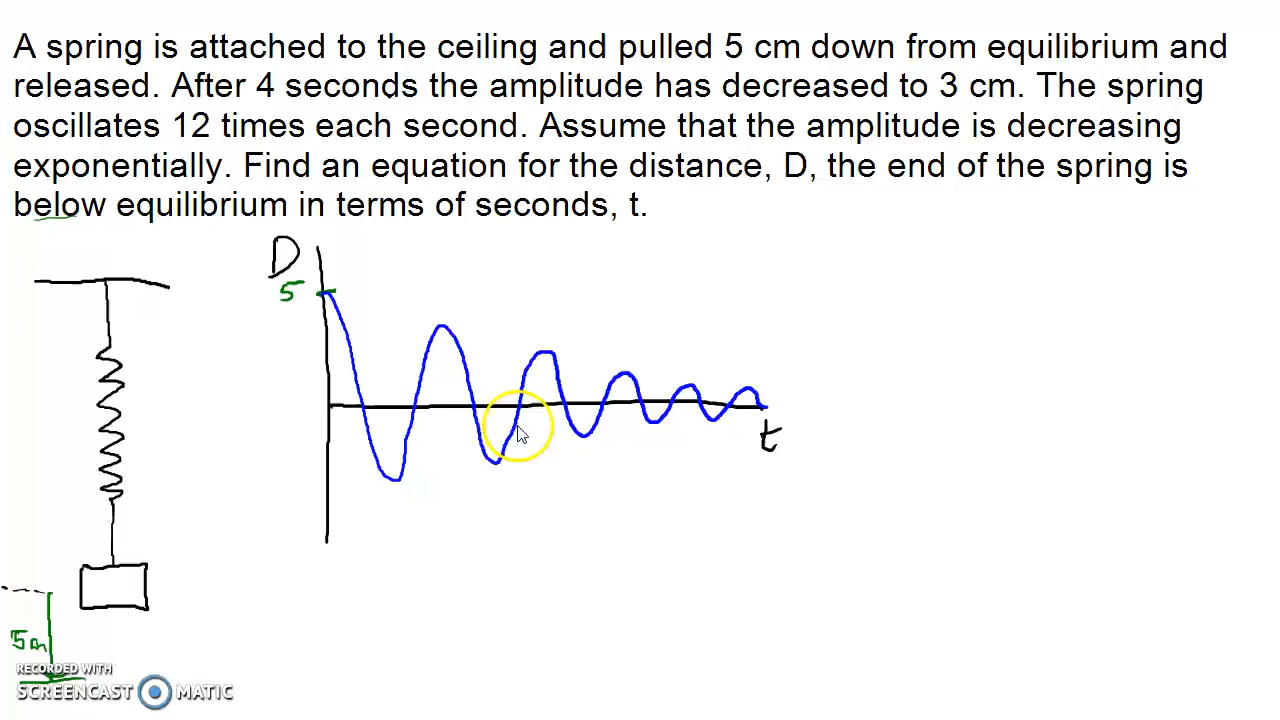 A spring is attached to the ceiling and pulled 5 cm down from equilibrium and
released. After 4 seconds the amplitude has decreased to 3 cm. The spring
oscillates 12 times each second. Assume that the amplitude is decreasing
exponentially. Find an equation for the distance, D, the end of the spring is
below equilibrium in terms of seconds, t.
D
5
t
5cm
RECORDED WITH
SCREENCAST MATIC